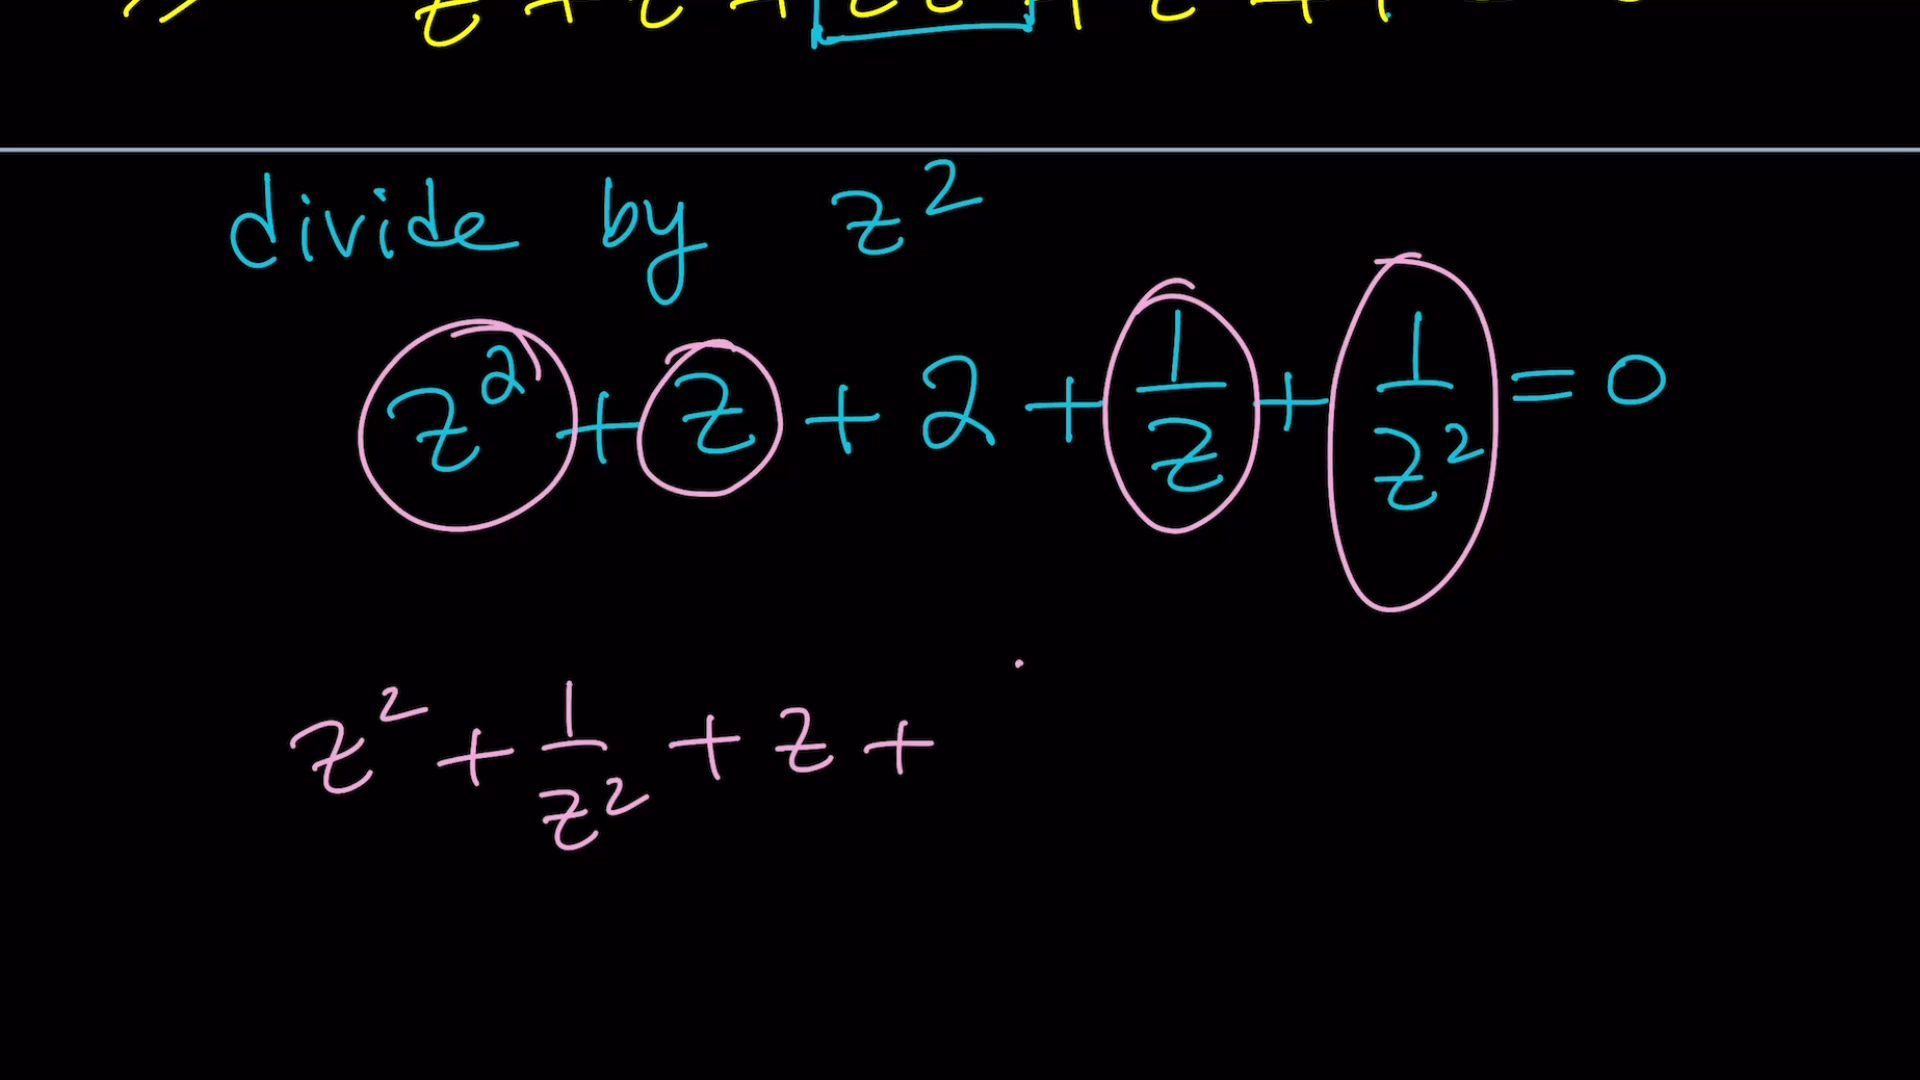 divide by z²
z² + z + 2 + 1/z + 1/z² = 0
z² + 1/z² + z +